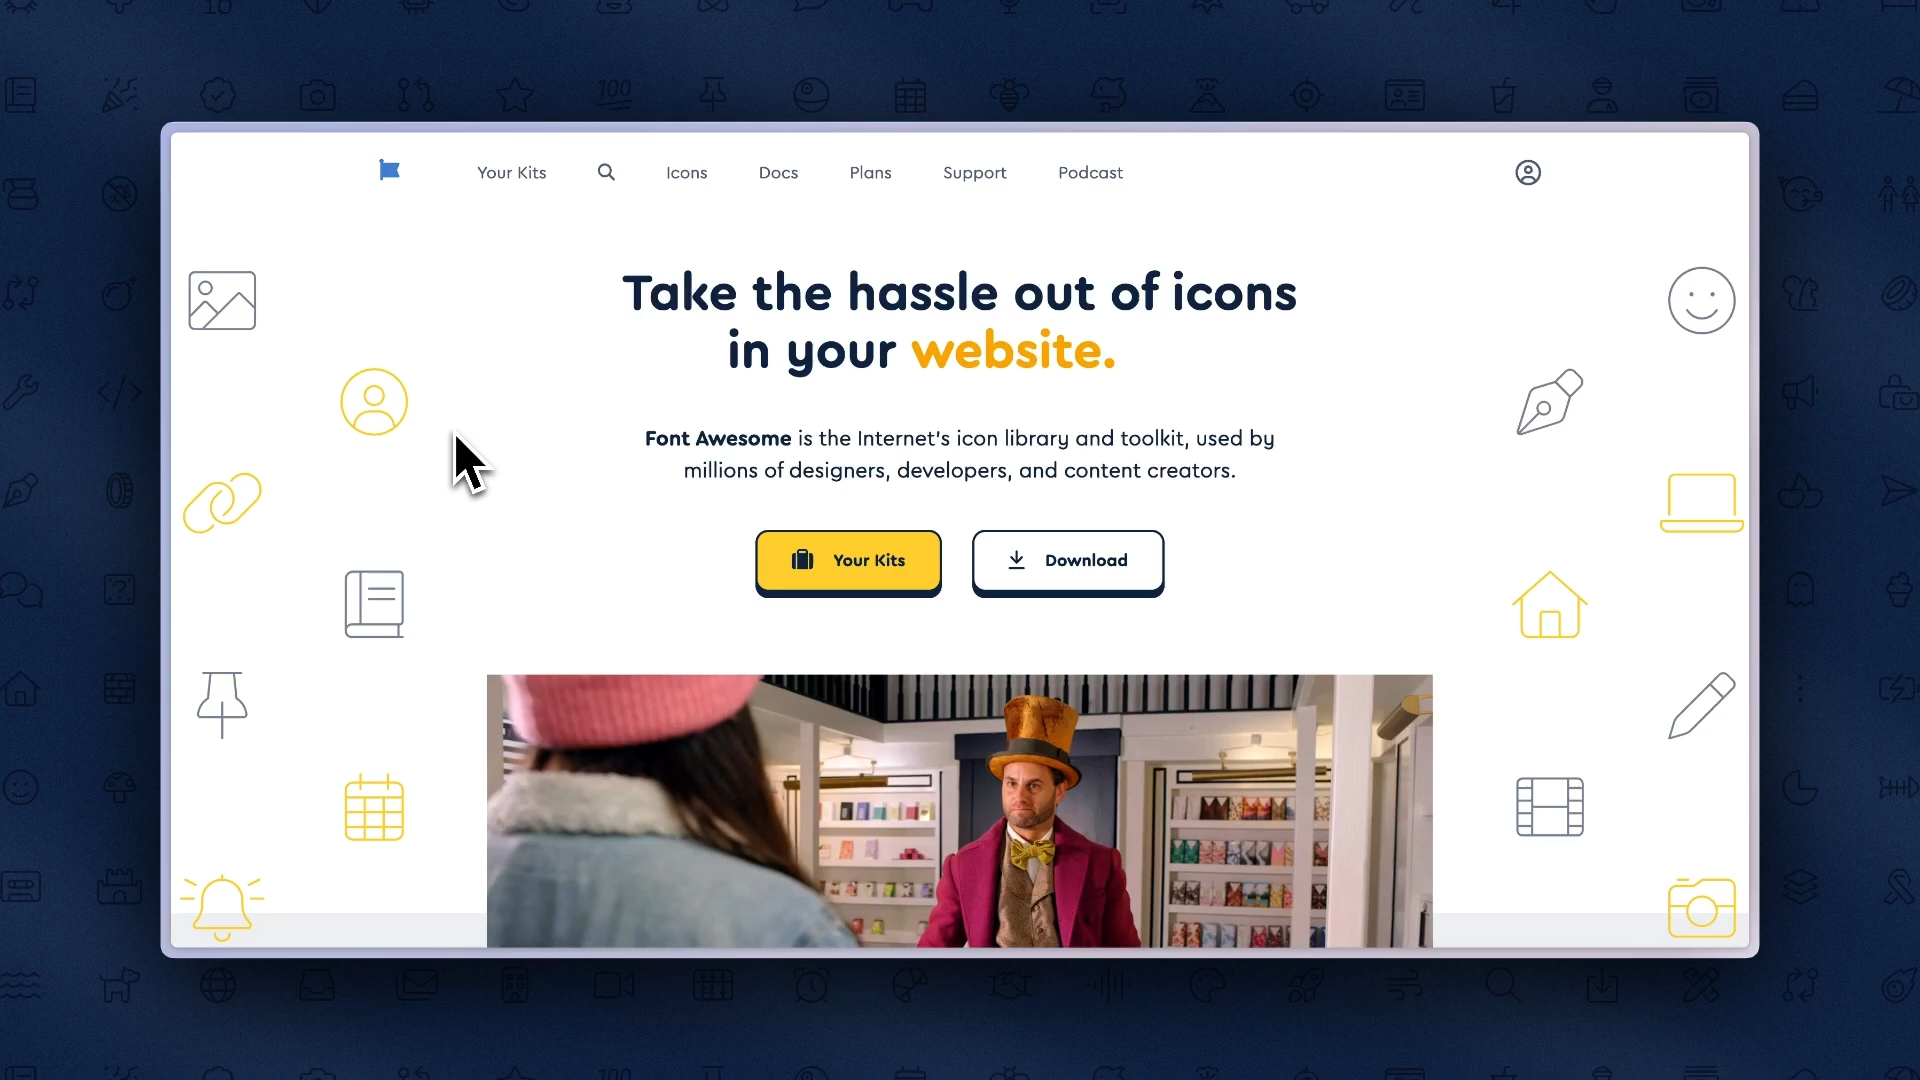 Your Kits
Icons
Docs
Plans
Support
Podcast
Take the hassle out of icons
in your website.
Font Awesome is the Internet's icon library and toolkit, used by
millions of designers, developers, and content creators.
Your Kits
Download
100